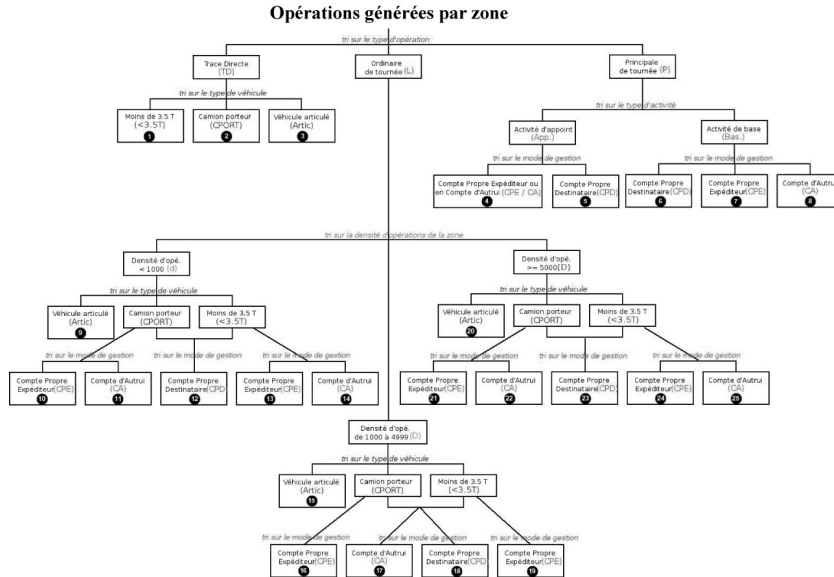 Opérations générées par zone
tri sur le type d'opération
Trace Directe
(TD)
Ordinaire
de tournée (L)
Principale
de tournée (P)
tri sur le type de véhicule
tri sur le type d'activité
Moins de 3.5 T
(<3.5T)
1
Camion porteur
(CPORT)
2
Véhicule articulé
(Artic)
3
Activité d'appoint
(App.)
Activité de base
(Bas.)
tri sur le mode de gestion
tri sur le mode de gestion
Compte Propre Expéditeur ou
en Compte d'Autrui (CPE / CA)
4
Compte Propre
Destinataire(CPD)
5
Compte Propre
Destinataire (CPD)
6
Compte Propre
Expéditeur(CPE)
7
Compte d'Autrui
(CA)
8
tri sur la densité d'opérations de la zone
Densité d'opé.
< 1000 (d)
Densité d'opé.
>= 5000(D)
tri sur le type de véhicule
tri sur le type de véhicule
Véhicule articulé
(Artic)
9
Camion porteur
(CPORT)
Moins de 3.5 T
(<3.5T)
Véhicule articulé
(Artic)
20
Camion porteur
(CPORT)
Moins de 3.5 T
(<3.5T)
tri sur le mode de gestion
tri sur le mode de gestion
tri sur le mode de gestion
tri sur le mode de gestion
tri sur le mode de gestion
tri sur le mode de gestion
Compte Propre
Expéditeur(CPE)
10
Compte d'Autrui
(CA)
11
Compte Propre
Destinataire (CPD)
12
Compte Propre
Expéditeur(CPE)
13
Compte d'Autrui
(CA)
14
Compte Propre
Expéditeur(CPE)
21
Compte d'Autrui
(CA)
22
Compte Propre
Destinataire(CPD)
23
Compte Propre
Expéditeur(CPE)
24
Compte d'Autrui
(CA)
25
Densité d'opé.
de 1000 à 4999 (D)
tri sur le type de véhicule
Véhicule articulé
(Artic)
15
Camion porteur
(CPORT)
Moins de 3.5 T
(<3.5T)
tri sur le mode de gestion
tri sur le mode de gestion
tri sur le mode de gestion
Compte Propre
Expéditeur(CPE)
16
Compte d'Autrui
(CA)
17
Compte Propre
Destinataire (CPD)
18
Compte Propre
Expéditeur(CPE)
19